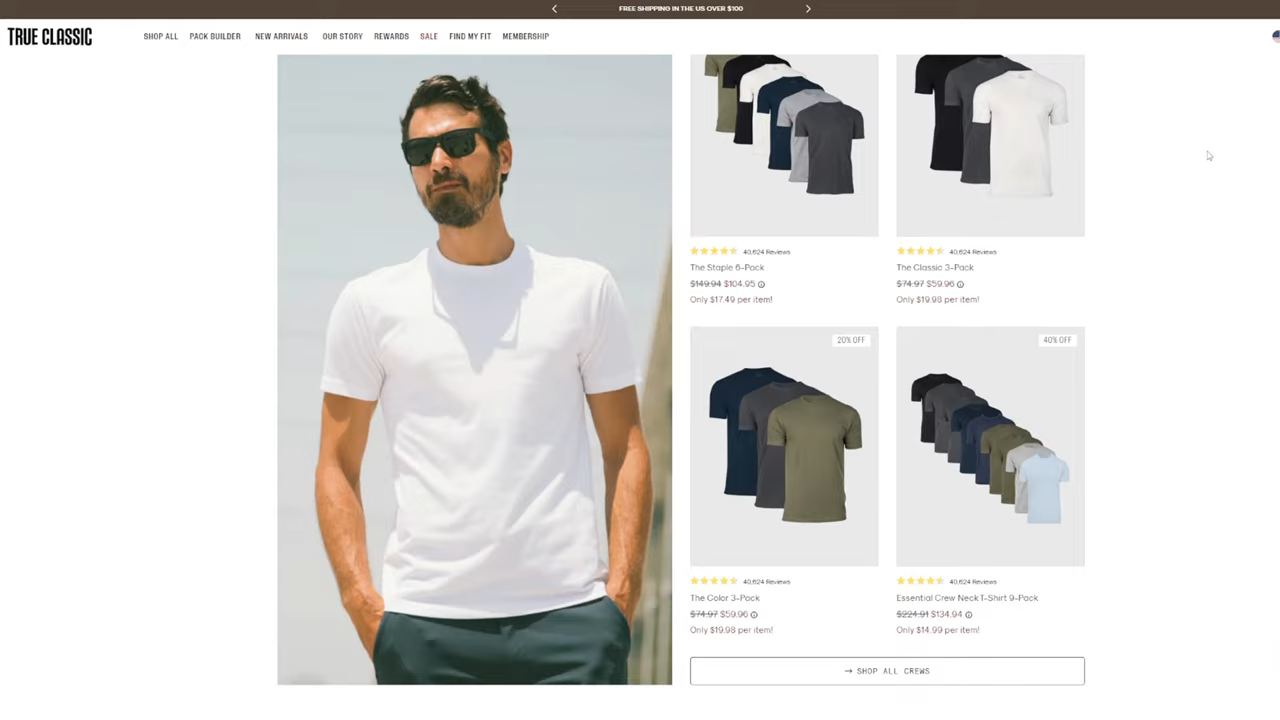 FREE SHIPPING IN THE US OVER $100
TRUE CLASSIC
SHOP ALL
PACK BUILDER
NEW ARRIVALS
OUR STORY
REWARDS
SALE
FIND MY FIT
MEMBERSHIP
40,624 Reviews
The Staple 6-Pack
$149.94 $104.95
Only $17.49 per item!
40,624 Reviews
The Classic 3-Pack
$74.97 $59.96
Only $19.98 per item!
20% OFF
40,624 Reviews
The Color 3-Pack
$74.97 $59.96
Only $19.98 per item!
40% OFF
40,624 Reviews
Essential Crew Neck T-Shirt 9-Pack
$224.91 $134.94
Only $14.99 per item!
→ SHOP ALL CREWS